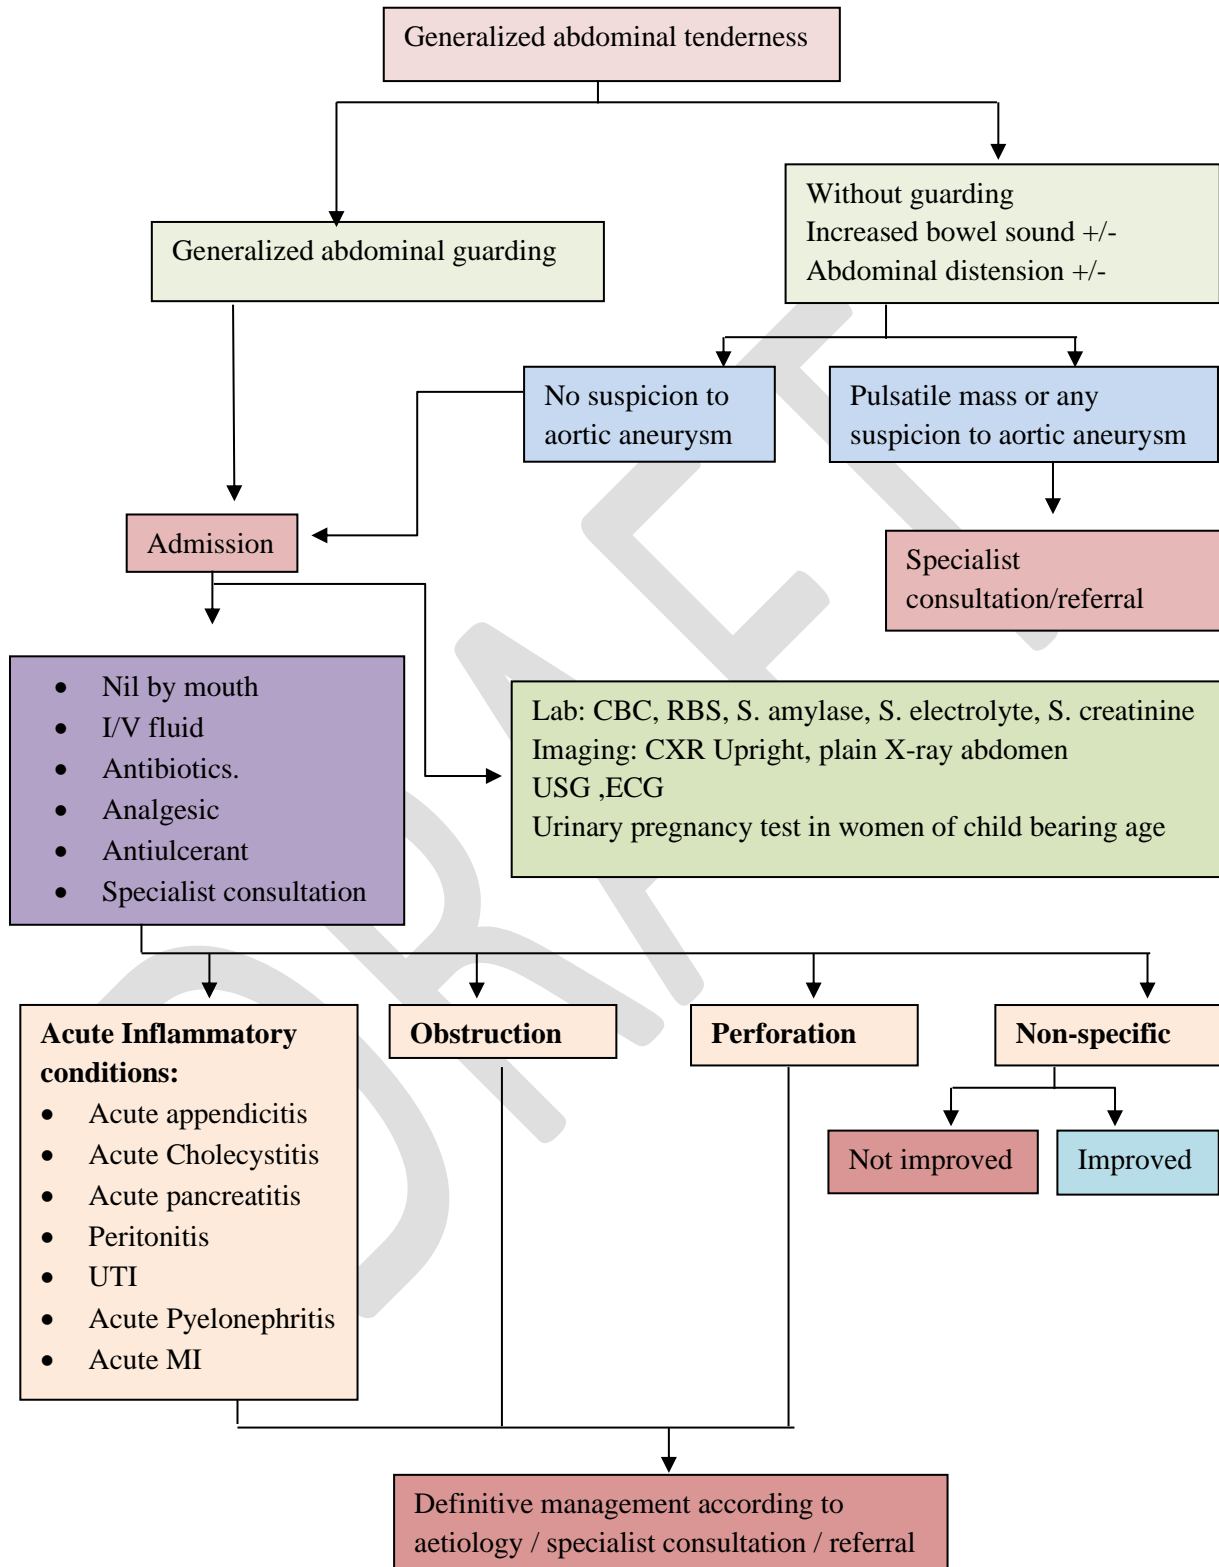 Generalized abdominal tenderness
Without guarding
Increased bowel sound +/-
Abdominal distension +/-
Generalized abdominal guarding
No suspicion to
aortic aneurysm
Pulsatile mass or any
suspicion to aortic aneurysm
Admission
Specialist
consultation/referral
• Nil by mouth
• I/V fluid
• Antibiotics.
• Analgesic
• Antiulcerant
• Specialist consultation
Lab: CBC, RBS, S. amylase, S. electrolyte, S. creatinine
Imaging: CXR Upright, plain X-ray abdomen
USG ,ECG
Urinary pregnancy test in women of child bearing age
Acute Inflammatory
conditions:
• Acute appendicitis
• Acute Cholecystitis
• Acute pancreatitis
• Peritonitis
• UTI
• Acute Pyelonephritis
• Acute MI
Obstruction
Perforation
Non-specific
Not improved
Improved
Definitive management according to
aetiology / specialist consultation / referral
DRAFT